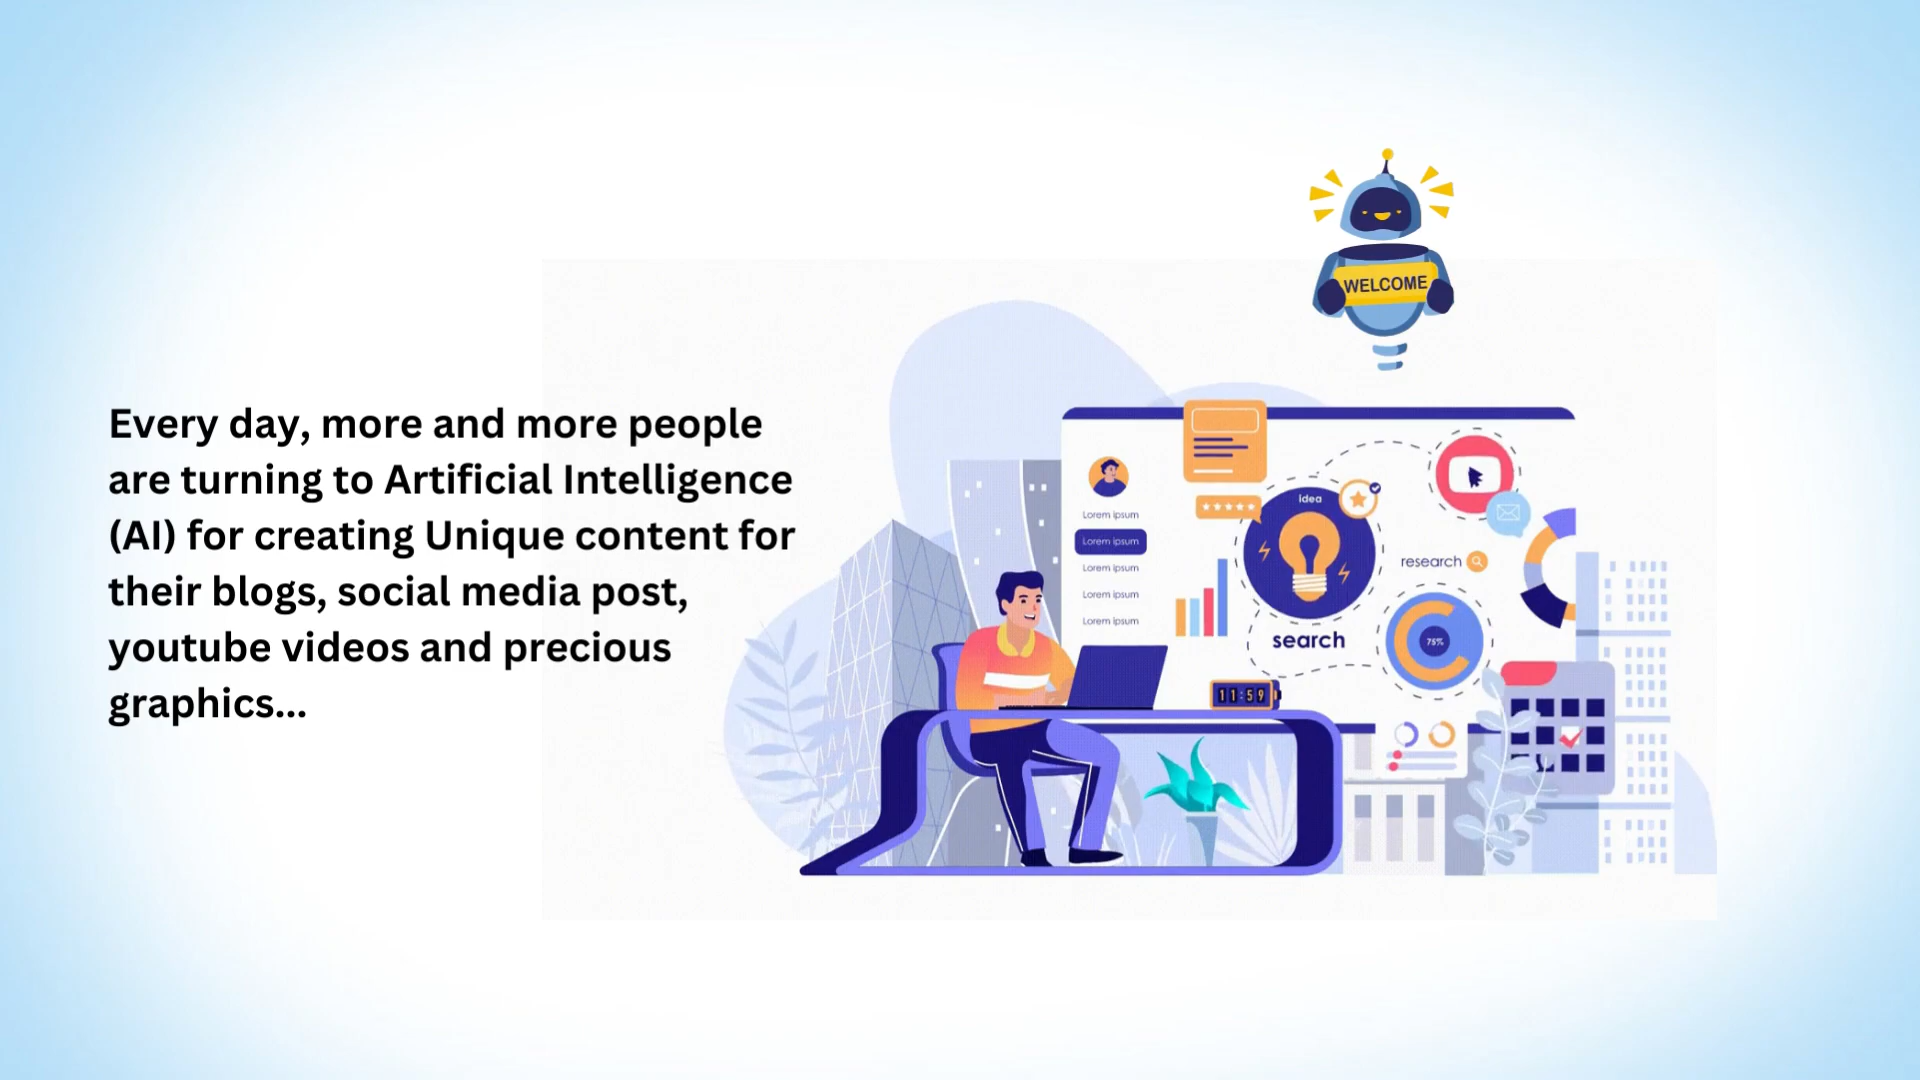 WELCOME
Every day, more and more people
are turning to Artificial Intelligence
(AI) for creating Unique content for
their blogs, social media post,
youtube videos and precious
graphics...
idea
Lorem ipsum
Lorem ipsum
Lorem ipsum
Lorem ipsum
Lorem ipsum
research
search
75%
11:59